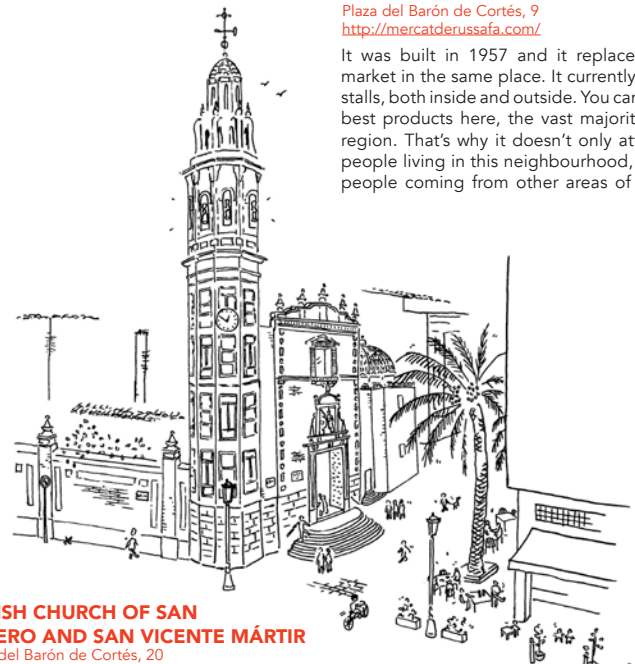 Plaza del Barón de Cortés, 9
http://mercatderussafa.com/
It was built in 1957 and it replace
market in the same place. It currently
stalls, both inside and outside. You can
best products here, the vast majorit
region. That's why it doesn't only at
people living in this neighbourhood,
people coming from other areas of
ISH CHURCH OF SAN
ERO AND SAN VICENTE MÁRTIR
del Barón de Cortés, 20